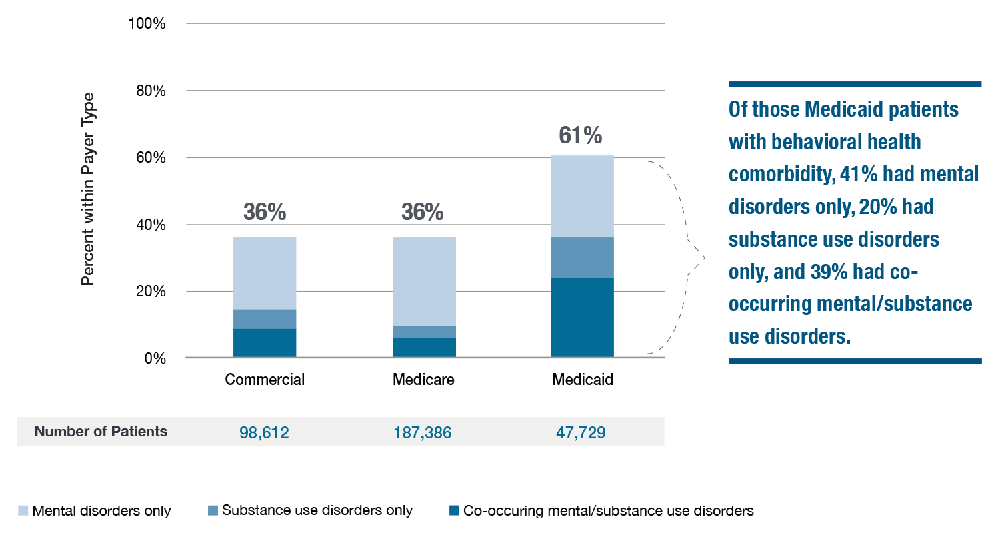 100%
80%
60%
40%
20%
0%
Percent within Payer Type
36%
36%
61%
Commercial
Medicare
Medicaid
Of those Medicaid patients
with behavioral health
comorbidity, 41% had mental
disorders only, 20% had
substance use disorders
only, and 39% had co-
occurring mental/substance
use disorders.
Number of Patients 98,612 187,386 47,729
Mental disorders only Substance use disorders only Co-occuring mental/substance use disorders